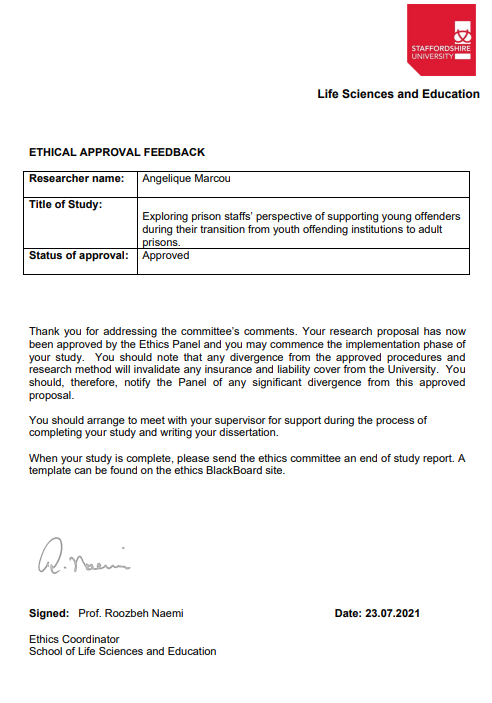 STAFFORDSHIRE
UNIVERSITY
Life Sciences and Education
ETHICAL APPROVAL FEEDBACK
Researcher name: Angelique Marcou
Title of Study:
Exploring prison staffs' perspective of supporting young offenders
during their transition from youth offending institutions to adult
prisons.
Status of approval: Approved
Thank you for addressing the committee's comments. Your research proposal has now
been approved by the Ethics Panel and you may commence the implementation phase of
your study. You should note that any divergence from the approved procedures and
research method will invalidate any insurance and liability cover from the University. You
should, therefore, notify the Panel of any significant divergence from this approved
proposal.
You should arrange to meet with your supervisor for support during the process of
completing your study and writing your dissertation.
When your study is complete, please send the ethics committee an end of study report. A
template can be found on the ethics BlackBoard site.
R. Naemi
Signed: Prof. Roozbeh Naemi Date: 23.07.2021
Ethics Coordinator
School of Life Sciences and Education